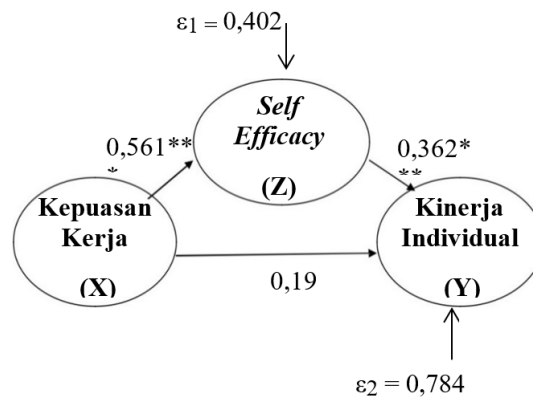 ε1 = 0,402
Self
Efficacy
(Z)
0,561**
*
0,362*
**
Kepuasan
Kerja
(X)
Kinerja
Individual
(Y)
0,19
ε2 = 0,784